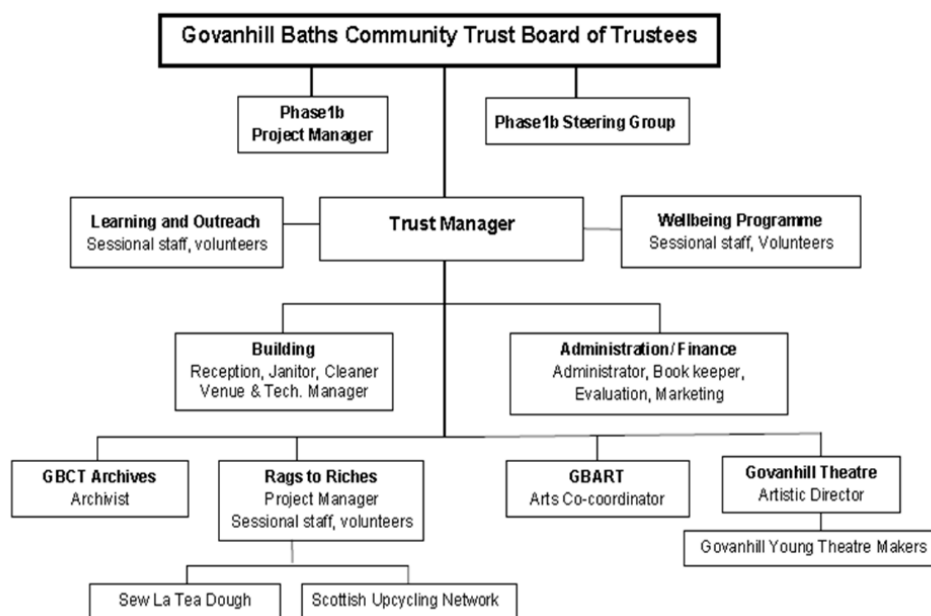 Govanhill Baths Community Trust Board of Trustees
Phase1b
Project Manager
Phase1b Steering Group
Learning and Outreach
Sessional staff, volunteers
Trust Manager
Wellbeing Programme
Sessional staff, Volunteers
Building
Reception, Janitor, Cleaner
Venue & Tech. Manager
Administration/ Finance
Administrator, Book keeper,
Evaluation, Marketing
GBCT Archives
Archivist
Rags to Riches
Project Manager
Sessional staff, volunteers
GBART
Arts Co-coordinator
Govanhill Theatre
Artistic Director
Govanhill Young Theatre Makers
Sew La Tea Dough
Scottish Upcycling Network